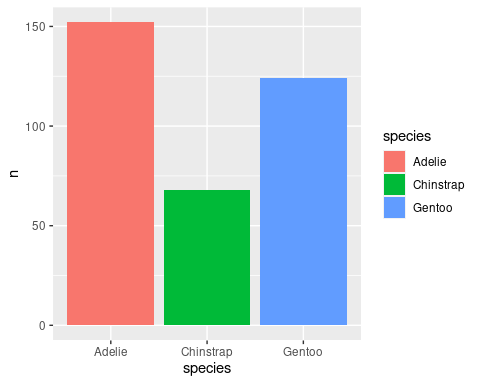 150
100
50
0
n
Adelie
Chinstrap
Gentoo
species
species
Adelie
Chinstrap
Gentoo